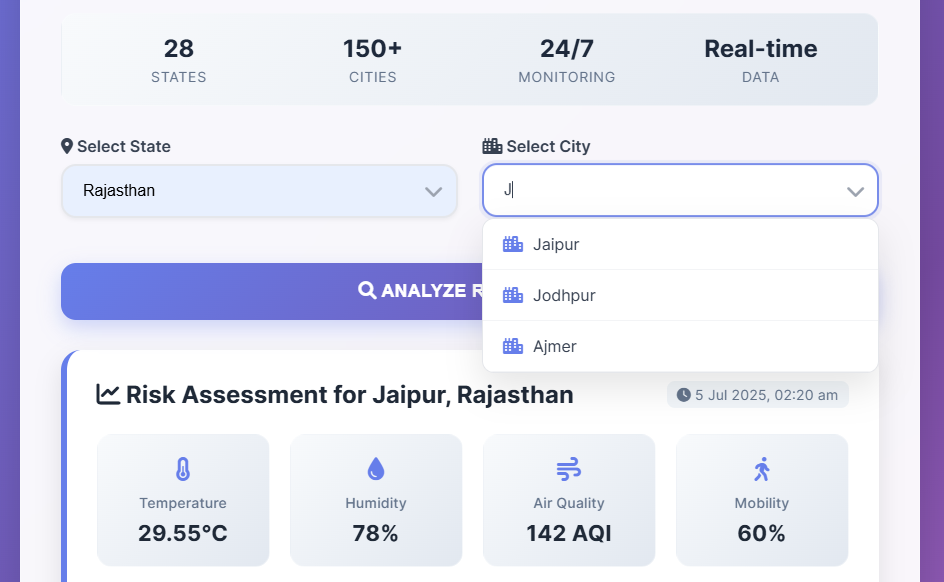 28
STATES
150+
CITIES
24/7
MONITORING
Real-time
DATA
Select State
Rajasthan
Select City
J
Jaipur
Jodhpur
Ajmer
ANALYZE
Risk Assessment for Jaipur, Rajasthan
5 Jul 2025, 02:20 am
Temperature
29.55°C
Humidity
78%
Air Quality
142 AQI
Mobility
60%